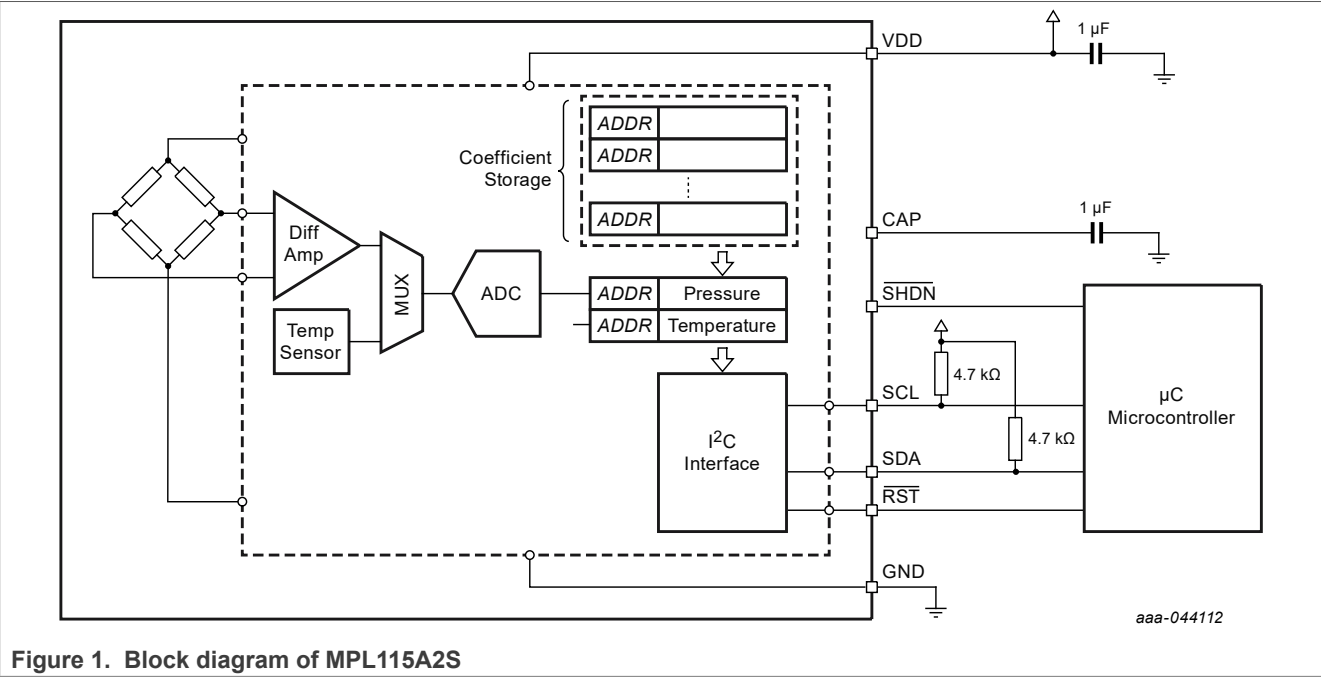 VDD
1 µF
ADDR
ADDR
Coefficient
Storage
ADDR
CAP
1 µF
Diff
Amp
MUX
ADC
ADDR Pressure
ADDR Temperature
SHDN
Temp
Sensor
4.7 kΩ
SCL
µC
Microcontroller
4.7 kΩ
I²C
Interface
SDA
RST
GND
aaa-044112
Figure 1. Block diagram of MPL115A2S